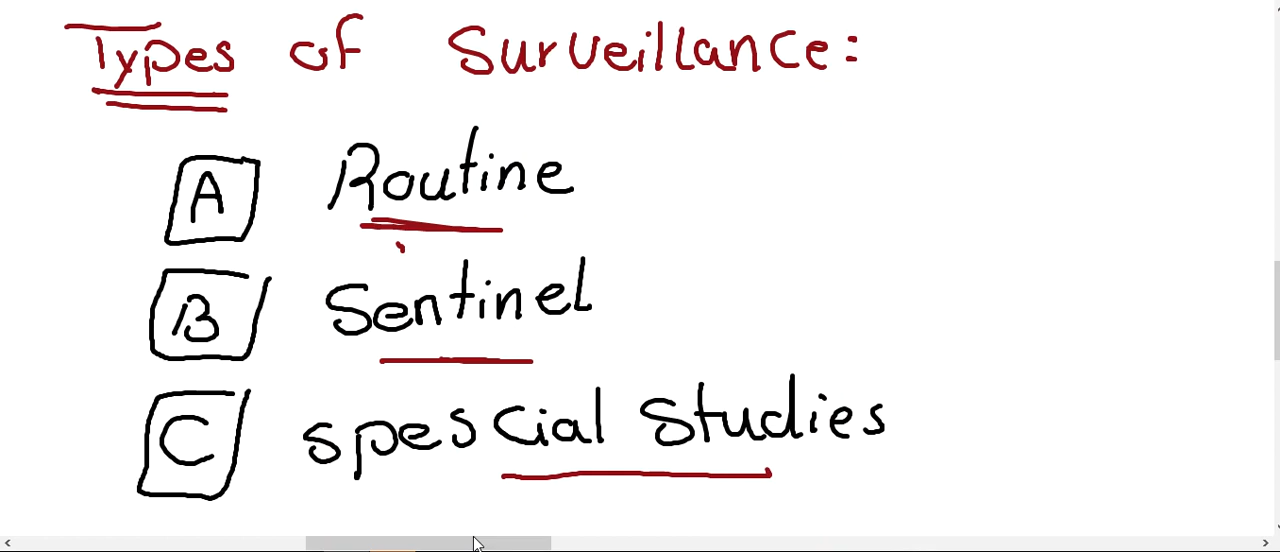 Types of Surveillance:
A Routine
B Sentinel
C spescial Studies